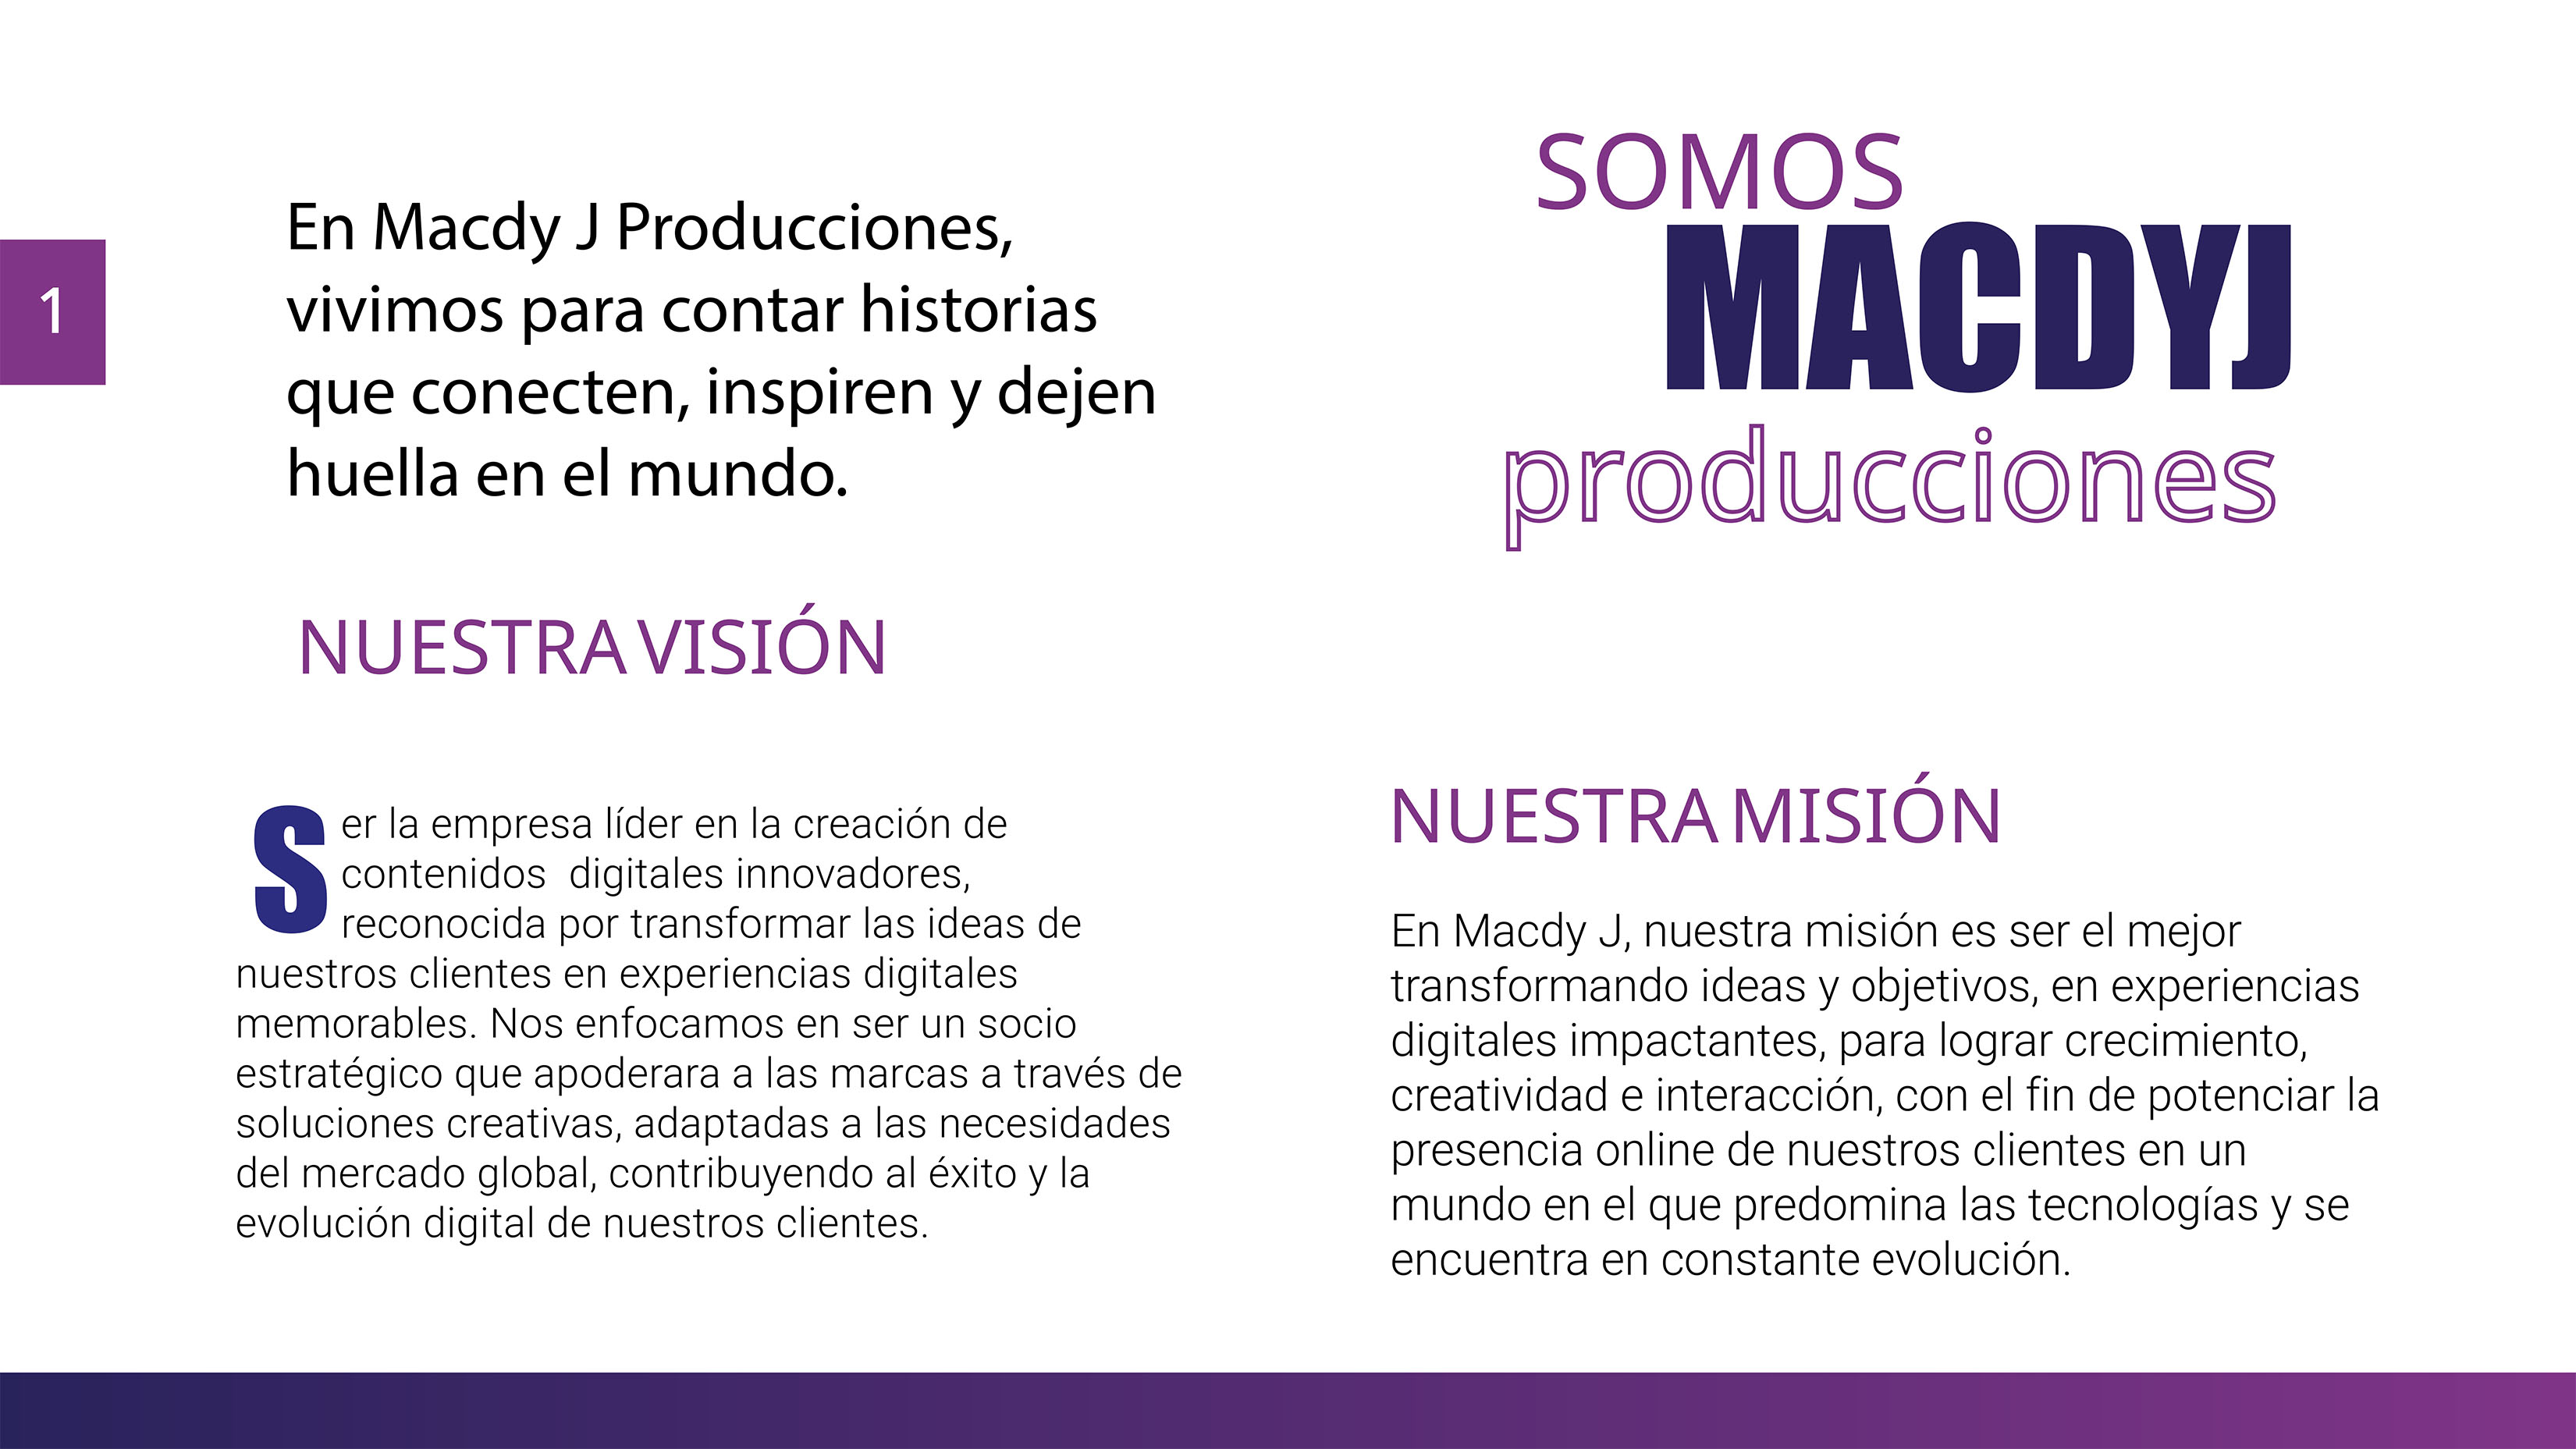 1
En Macdy J Producciones,
vivimos para contar historias
que conecten, inspiren y dejen
huella en el mundo.
SOMOS
MACDYJ
producciones
NUESTRA VISIÓN
Ser la empresa líder en la creación de
contenidos  digitales innovadores,
reconocida por transformar las ideas de
nuestros clientes en experiencias digitales
memorables. Nos enfocamos en ser un socio
estratégico que apoderara a las marcas a través de
soluciones creativas, adaptadas a las necesidades
del mercado global, contribuyendo al éxito y la
evolución digital de nuestros clientes.
NUESTRA MISIÓN
En Macdy J, nuestra misión es ser el mejor
transformando ideas y objetivos, en experiencias
digitales impactantes, para lograr crecimiento,
creatividad e interacción, con el fin de potenciar la
presencia online de nuestros clientes en un
mundo en el que predomina las tecnologías y se
encuentra en constante evolución.